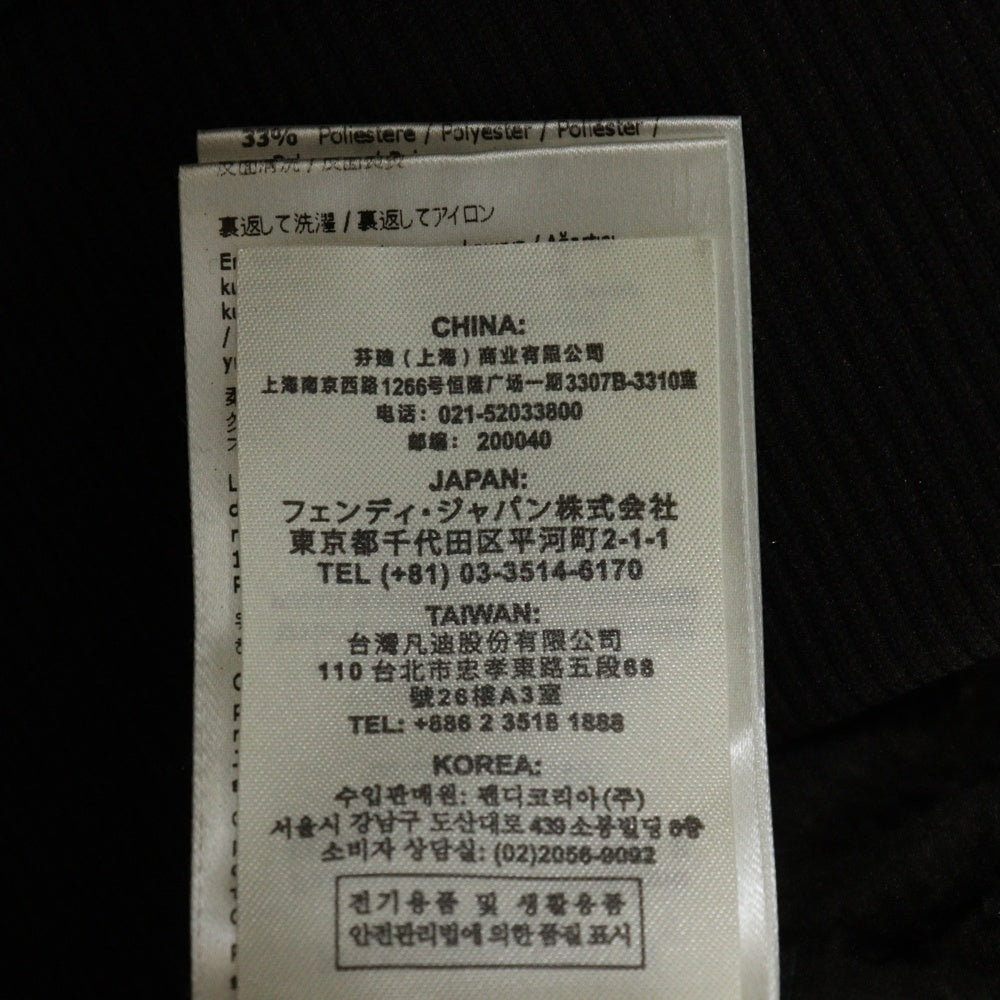 33% Poliestere / Polyester / Poliéster /
反面清洗 / 反面熨烫
裏返して洗濯 / 裏返してアイロン
CHINA:
芬迪（上海）商业有限公司
上海南京西路1266号恒隆广场一期3307B-3310室
电话：021-52033800
邮编： 200040
JAPAN:
フェンディ・ジャパン株式会社
東京都千代田区平河町2-1-1
TEL (+81) 03-3514-6170
TAIWAN:
台灣凡迪股份有限公司
110 台北市忠孝東路五段68
號26樓A3室
TEL: +886 2 3518 1888
KOREA:
수입판매원: 펜디코리아(주)
서울시 강남구 도산대로 439 소봉빌딩
소비자 상담실: (02)2056-9092
전기용품 및 생활용품
안전관리법에 의한 품질 표시